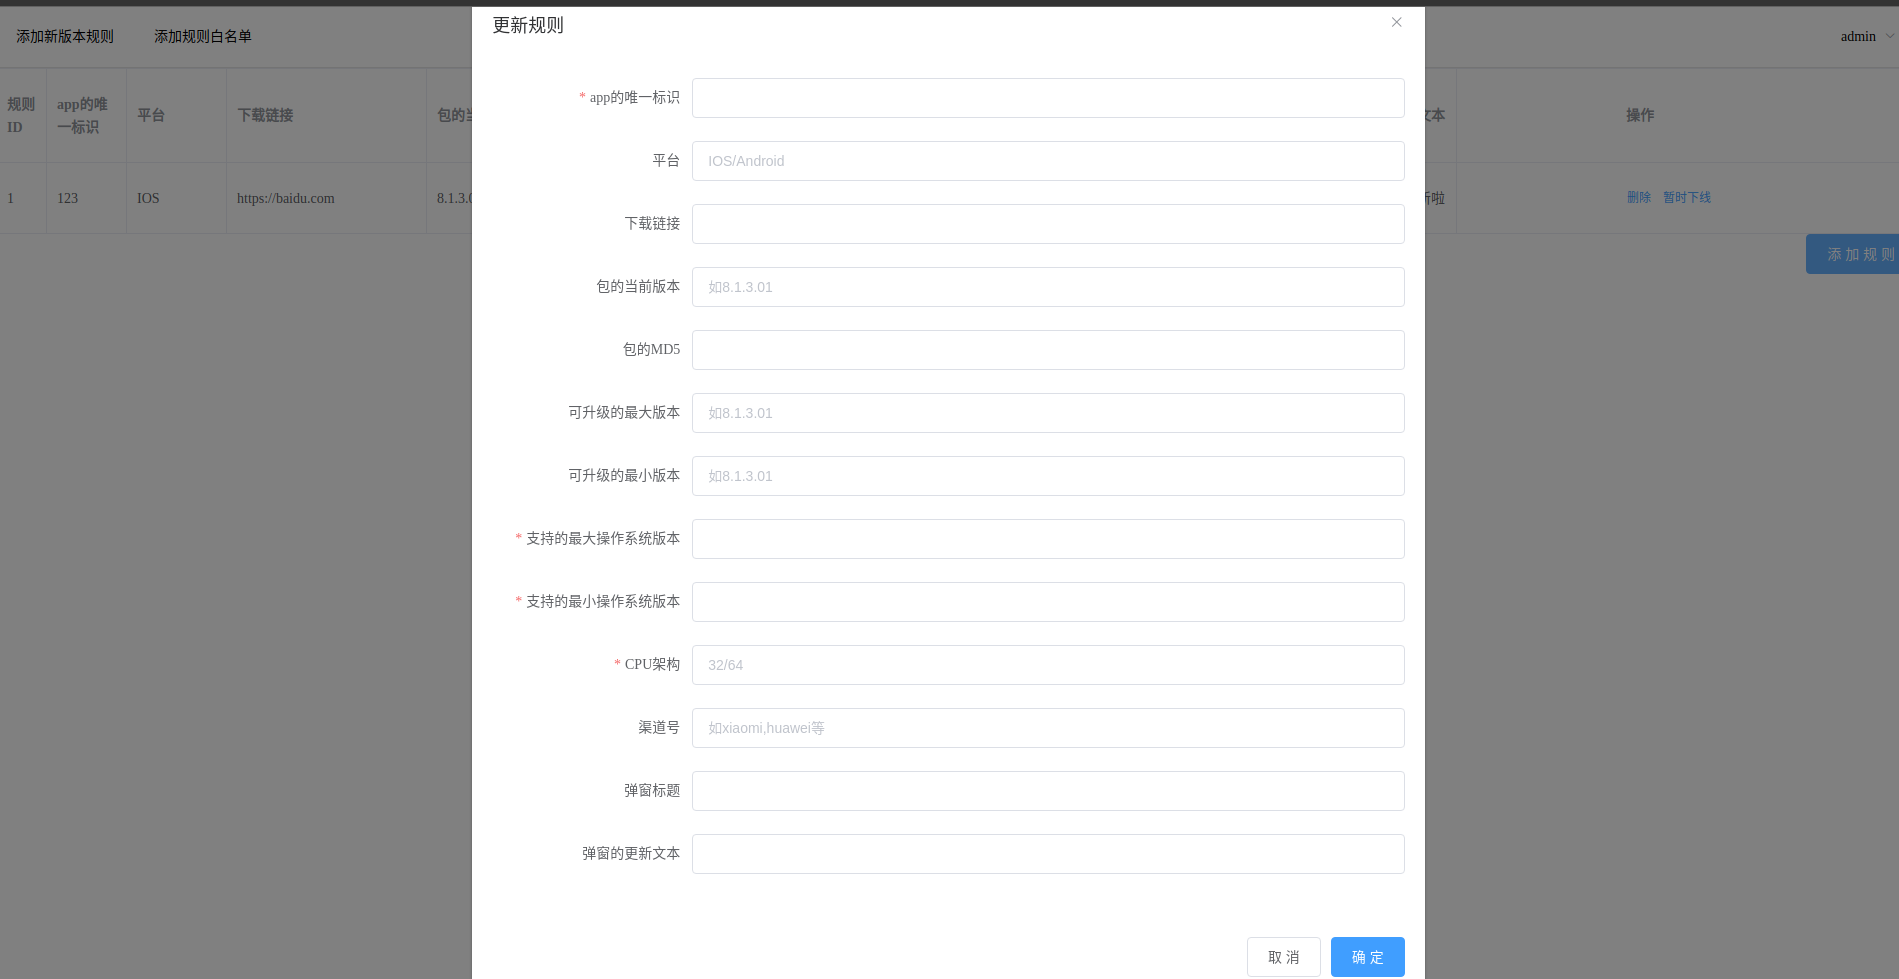 更新规则
添加新版本规则 添加规则白名单
admin
规则ID
app的唯一标识
平台
下载链接
包的
文本
操作
1
123
IOS
https://baidu.com
8.1.3.
啦
删除 暂时下线
添加规则
* app的唯一标识
平台 IOS/Android
下载链接
包的当前版本 如8.1.3.01
包的MD5
可升级的最大版本 如8.1.3.01
可升级的最小版本 如8.1.3.01
* 支持的最大操作系统版本
* 支持的最小操作系统版本
* CPU架构 32/64
渠道号 如xiaomi,huawei等
弹窗标题
弹窗的更新文本
取消 确定